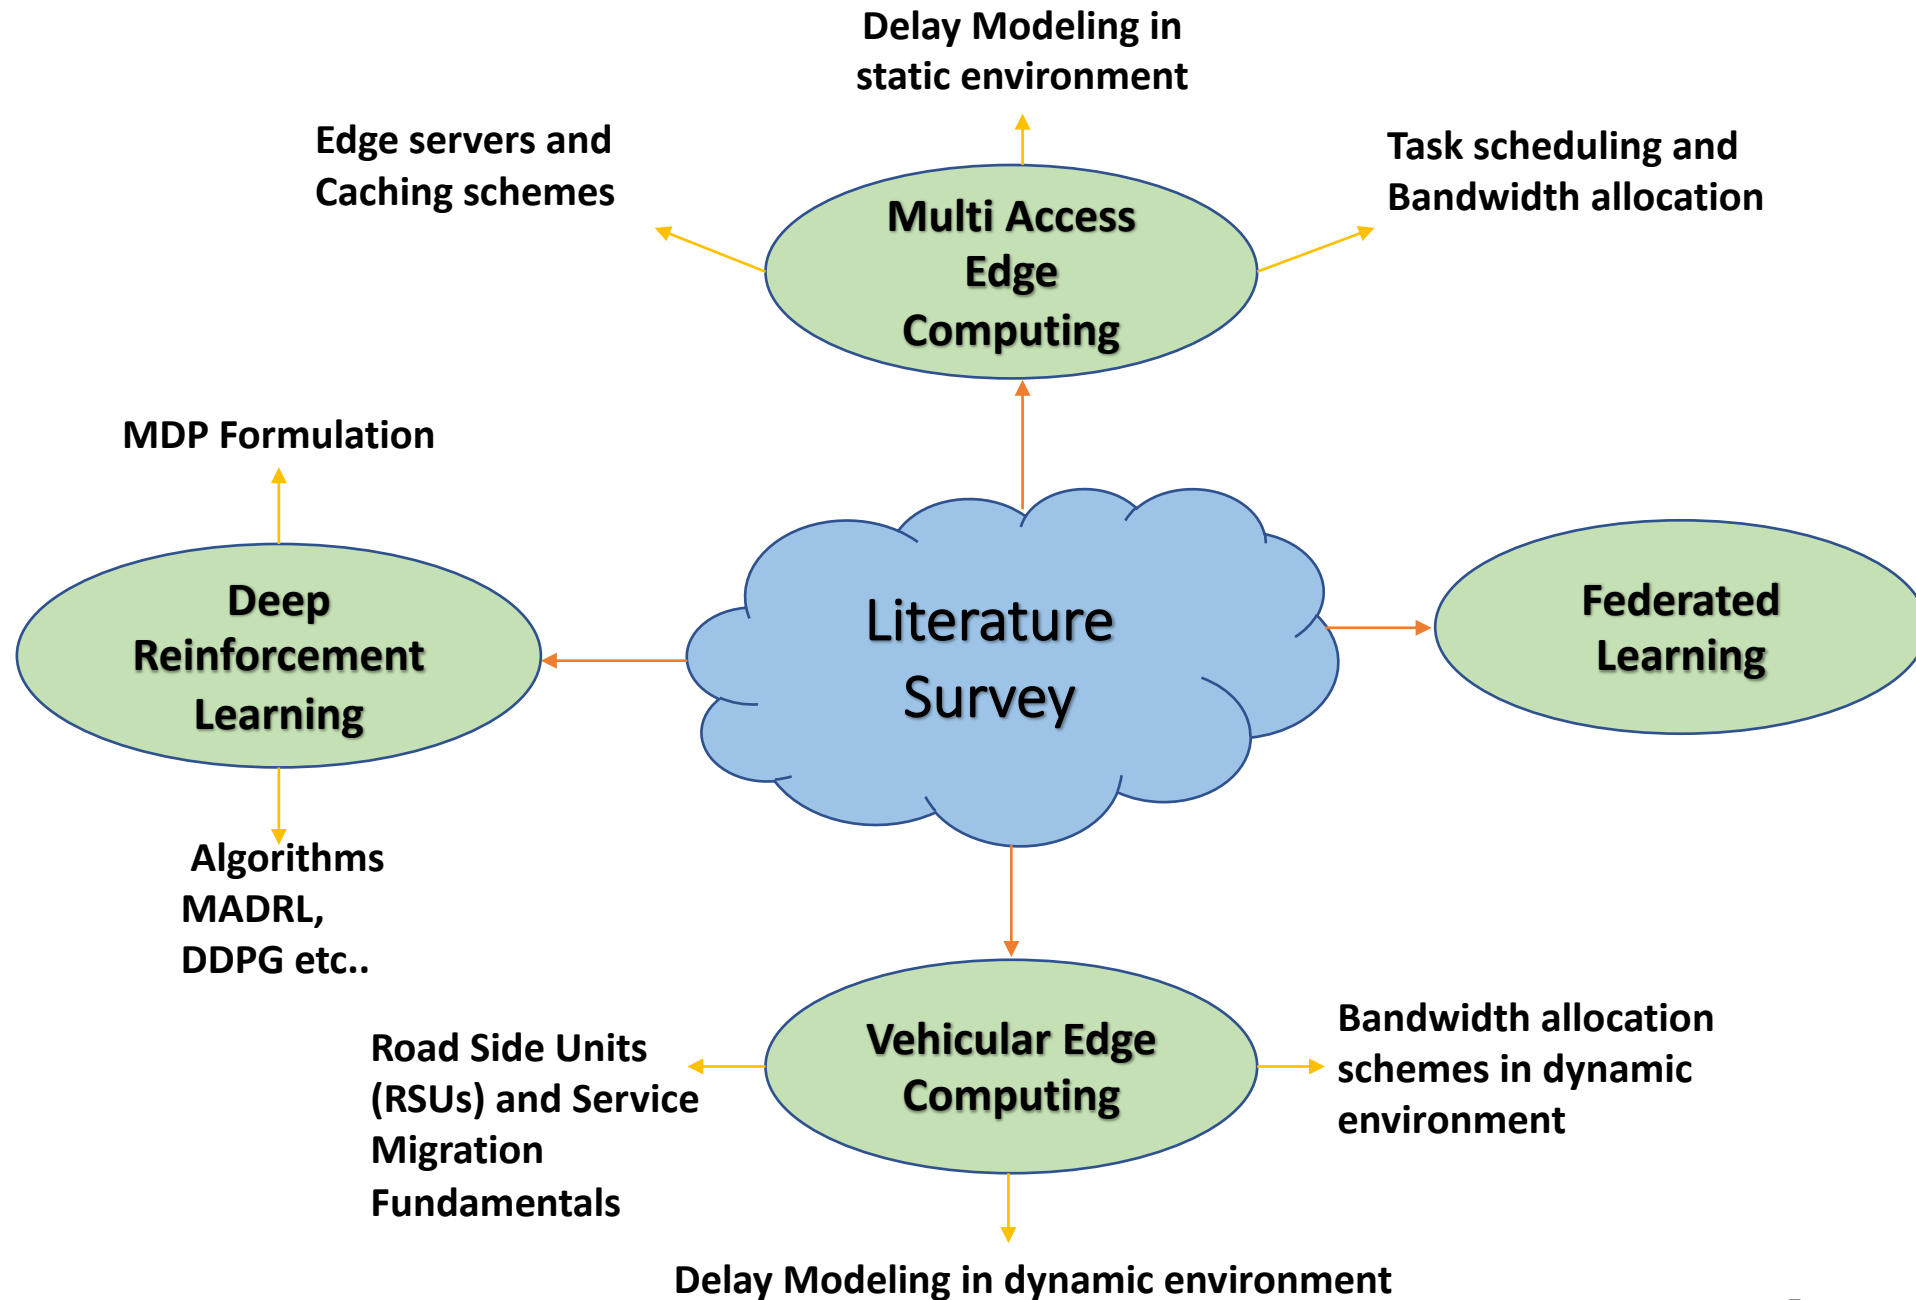 Delay Modeling in
static environment
Edge servers and
Caching schemes
Task scheduling and
Bandwidth allocation
Multi Access
Edge
Computing
MDP Formulation
Deep
Reinforcement
Learning
Literature
Survey
Federated
Learning
Algorithms
MADRL,
DDPG etc..
Road Side Units
(RSUs) and Service
Migration
Fundamentals
Vehicular Edge
Computing
Bandwidth allocation
schemes in dynamic
environment
Delay Modeling in dynamic environment